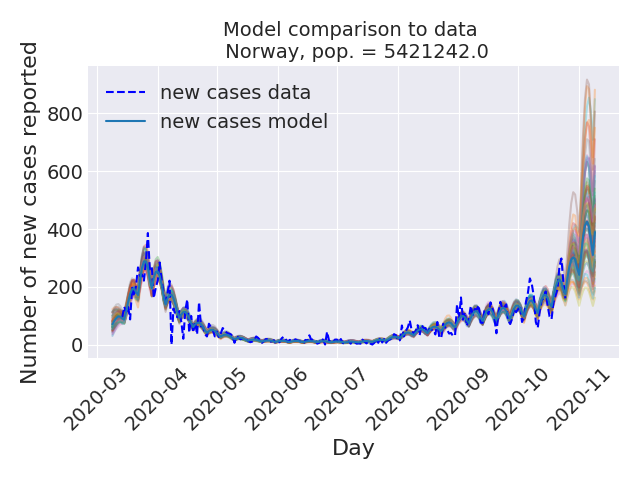 Model comparison to data
Norway, pop. = 5421242.0
Number of new cases reported
800
600
400
200
0
new cases data
new cases model
2020-03
2020-04
2020-05
2020-06
2020-07
2020-08
2020-09
2020-10
2020-11
Day